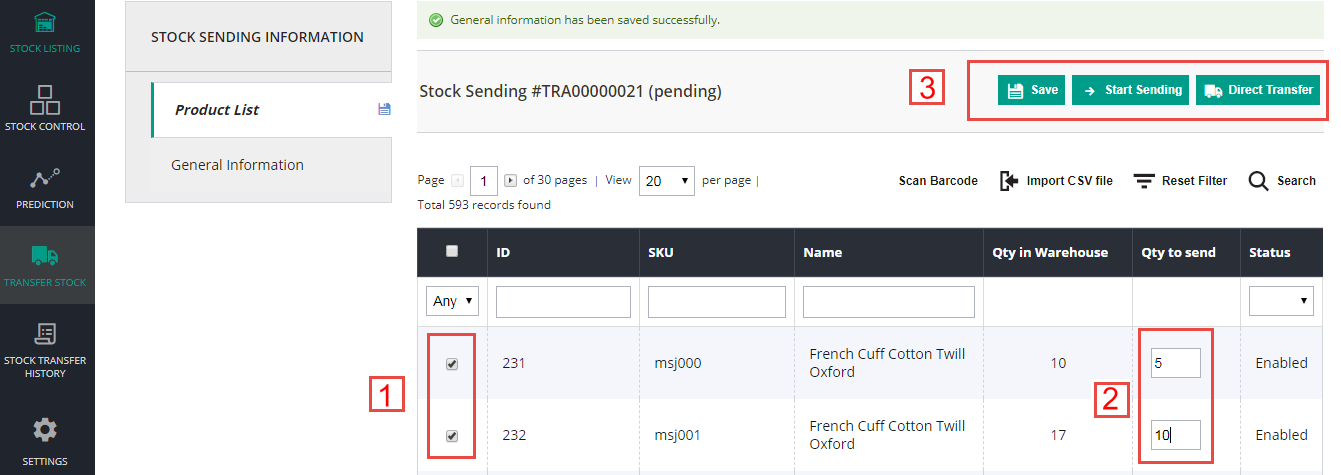 STOCK LISTING
STOCK CONTROL
PREDICTION
TRANSFER STOCK
STOCK TRANSFER
HISTORY
SETTINGS
STOCK SENDING INFORMATION
Product List
General Information
General information has been saved successfully.
Stock Sending #TRA00000021 (pending)
3
Save
Start Sending
Direct Transfer
Page 1 of 30 pages | View 20 per page |
Total 593 records found
Scan Barcode
Import CSV file
Reset Filter
Search
ID SKU Name Qty in Warehouse Qty to send Status
Any
231 msj000 French Cuff Cotton Twill
Oxford 10 5 Enabled
1
2
232 msj001 French Cuff Cotton Twill
Oxford 17 10 Enabled